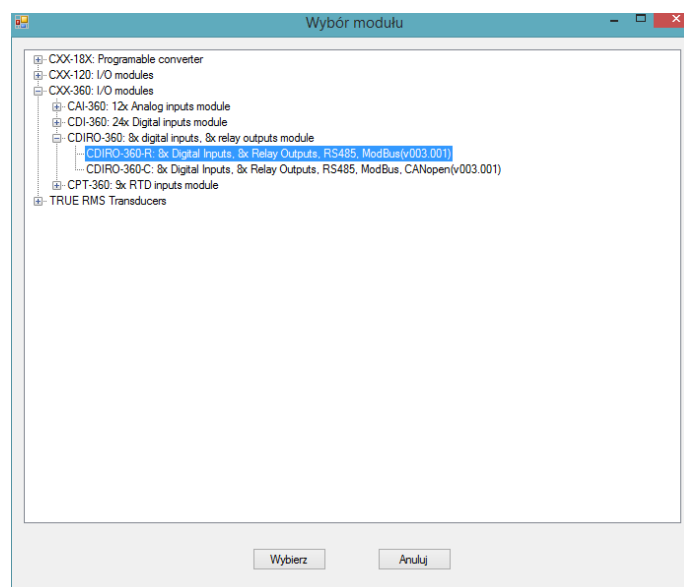 Wybór modułu
CXX-18X: Programable converter
CXX-120: I/O modules
CXX-360: I/O modules
CAI-360: 12x Analog inputs module
CDI-360: 24x Digital inputs module
CDIRO-360: 8x digital inputs, 8x relay outputs module
CDIRO-360-R: 8x Digital Inputs, 8x Relay Outputs, RS485, ModBus(v003.001)
CDIRO-360-C: 8x Digital Inputs, 8x Relay Outputs, RS485, ModBus, CANopen(v003.001)
CPT-360: 9x RTD inputs module
TRUE RMS Transducers
Wybierz Anuluj